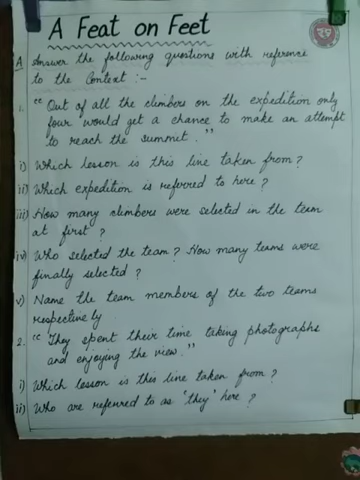 A Feat on Feet
A Answer the following questions with reference
to the Context :-
1. "Out of all the climbers on the expedition only
four would get a chance to make an attempt
to reach the summit."
i) Which lesson is this line taken from?
ii) Which expedition is referred to here?
iii) How many climbers were selected in the team
at first?
iv) Who selected the team? How many teams were
finally selected?
v) Name the team members of the two teams
respectively.
2. "They spent their time taking photographs
and enjoying the view."
i) Which lesson is this line taken from?
ii) Who are referred to as 'they' here?